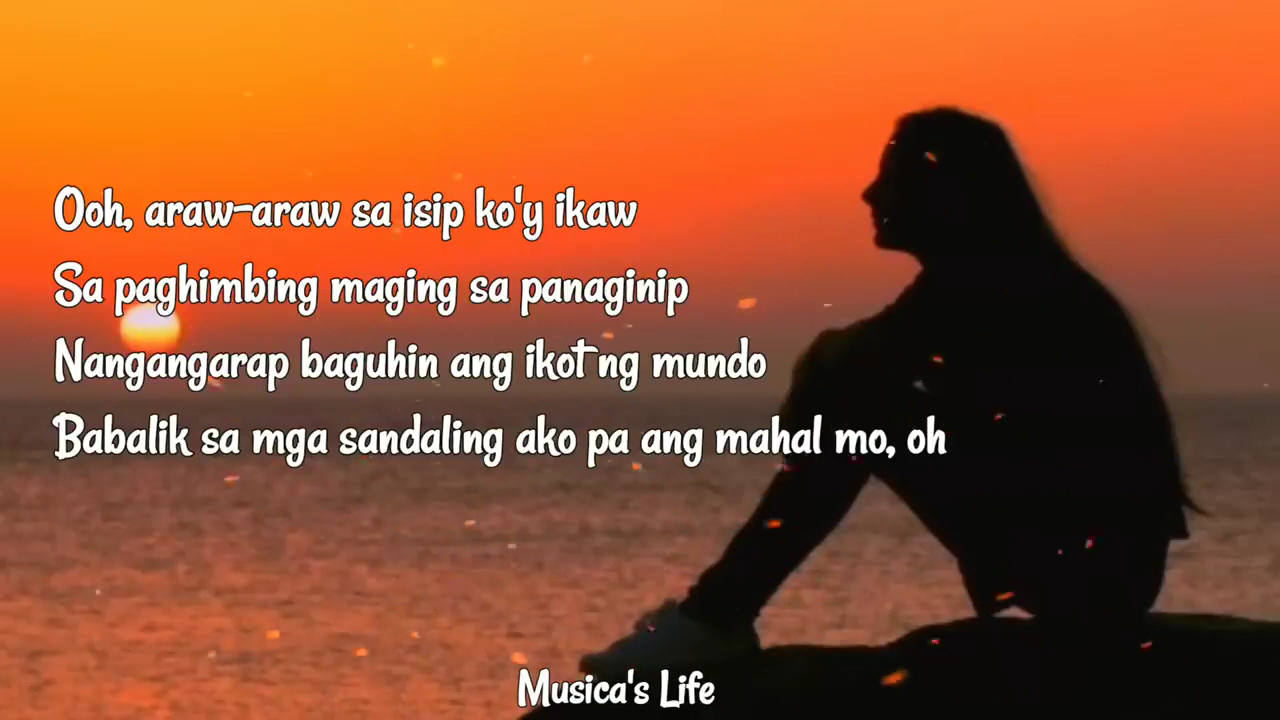 Ooh, araw-araw sa isip ko'y ikaw
Sa paghimbing maging sa panaginip
Nangangarap baguhin ang ikot ng mundo
Babalik sa mga sandaling ako pa ang mahal mo, oh
Musica's Life